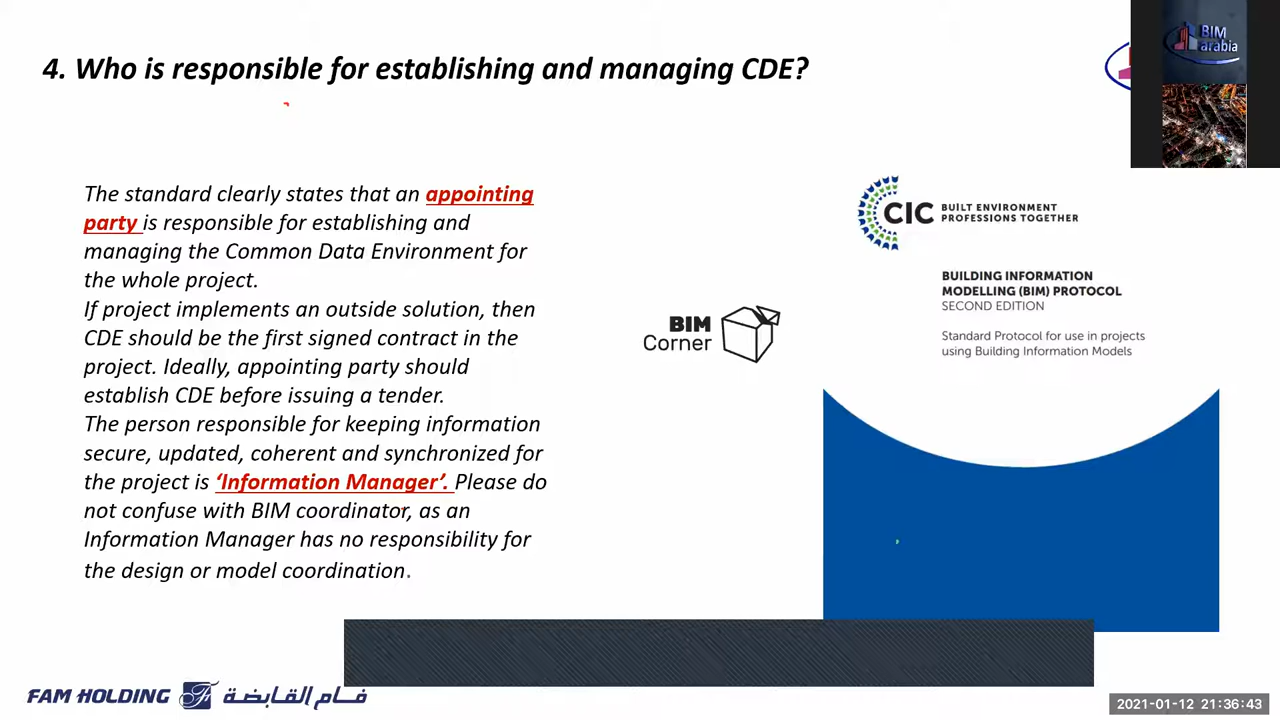 4. Who is responsible for establishing and managing CDE?
BIM
arabia
The standard clearly states that an appointing
party is responsible for establishing and
managing the Common Data Environment for
the whole project.
If project implements an outside solution, then
CDE should be the first signed contract in the
project. Ideally, appointing party should
establish CDE before issuing a tender.
The person responsible for keeping information
secure, updated, coherent and synchronized for
the project is ‘Information Manager’. Please do
not confuse with BIM coordinator, as an
Information Manager has no responsibility for
the design or model coordination.
BIM
Corner
CIC BUILT ENVIRONMENT
PROFESSIONS TOGETHER
BUILDING INFORMATION
MODELLING (BIM) PROTOCOL
SECOND EDITION
Standard Protocol for use in projects
using Building Information Models
FAM HOLDING فام القابضة
2021-01-12 21:36:43